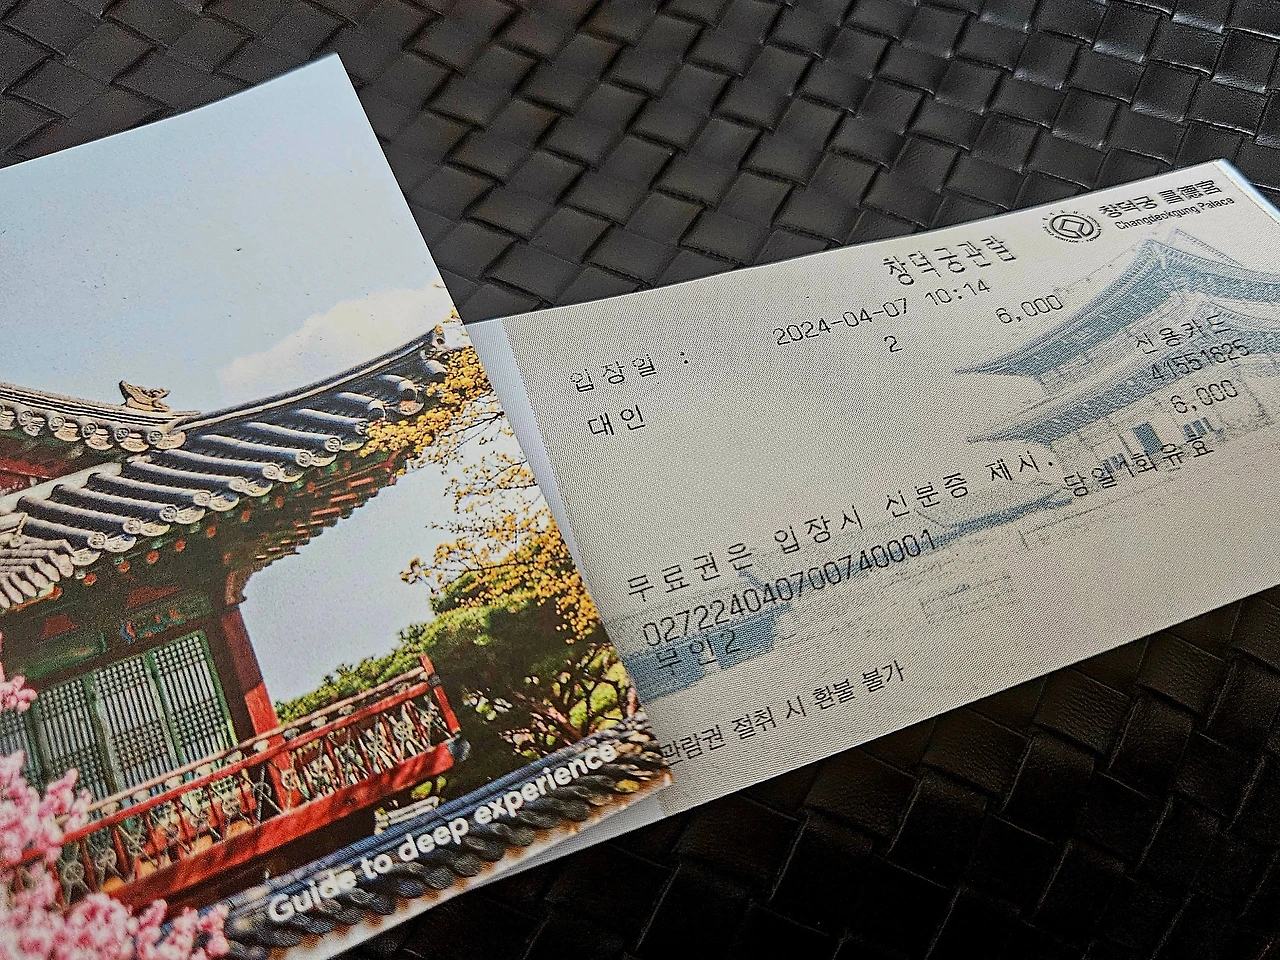 Guide to deep experience
창덕궁 昌德宮
Changdeokgung Palace
창덕궁관람
입장일 : 2024-04-07 10:14
대인 2 6,000
신용카드
41551625
6,000
무료권은 입장시 신분증 제시.
당일1회유효
027224040700740001
무인2
관람권 절취 시 환불 불가